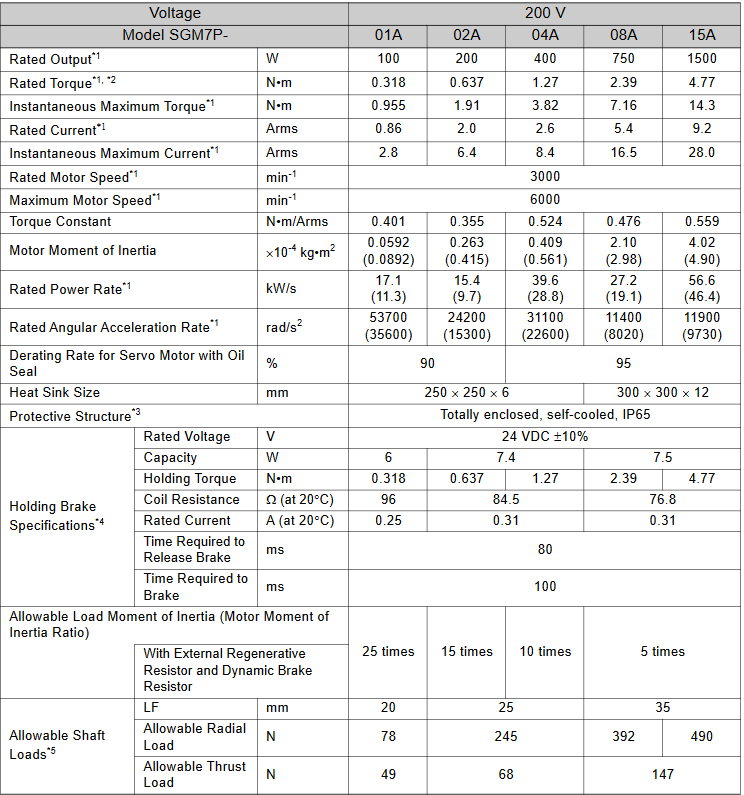 Voltage 200 V
Model SGM7P- 01A 02A 04A 08A 15A
Rated Output*1 W 100 200 400 750 1500
Rated Torque*1, *2 N•m 0.318 0.637 1.27 2.39 4.77
Instantaneous Maximum Torque*1 N•m 0.955 1.91 3.82 7.16 14.3
Rated Current*1 Arms 0.86 2.0 2.6 5.4 9.2
Instantaneous Maximum Current*1 Arms 2.8 6.4 8.4 16.5 28.0
Rated Motor Speed*1 min-1 3000
Maximum Motor Speed*1 min-1 6000
Torque Constant N•m/Arms 0.401 0.355 0.524 0.476 0.559
Motor Moment of Inertia ×10-4 kg•m2 0.0592 0.263 0.409 2.10 4.02
(0.0892) (0.415) (0.561) (2.98) (4.90)
Rated Power Rate*1 kW/s 17.1 15.4 39.6 27.2 56.6
(11.3) (9.7) (28.8) (19.1) (46.4)
Rated Angular Acceleration Rate*1 rad/s2 53700 24200 31100 11400 11900
(35600) (15300) (22600) (8020) (9730)
Derating Rate for Servo Motor with Oil
Seal % 90 95
Heat Sink Size mm 250 × 250 × 6 300 × 300 × 12
Protective Structure*3 Totally enclosed, self-cooled, IP65
Holding Brake
Specifications*4
Rated Voltage V 24 VDC ±10%
Capacity W 6 7.4 7.5
Holding Torque N•m 0.318 0.637 1.27 2.39 4.77
Coil Resistance Ω (at 20°C) 96 84.5 76.8
Rated Current A (at 20°C) 0.25 0.31 0.31
Time Required to
Release Brake ms 80
Time Required to
Brake ms 100
Allowable Load Moment of Inertia (Motor Moment of
Inertia Ratio)
With External Regenerative
Resistor and Dynamic Brake
Resistor
25 times 15 times 10 times 5 times
Allowable Shaft
Loads*5
LF mm 20 25 35
Allowable Radial
Load N 78 245 392 490
Allowable Thrust
Load N 49 68 147